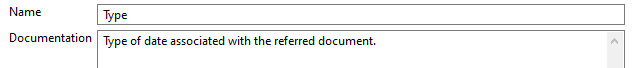 Name Type
Documentation Type of date associated with the referred document.